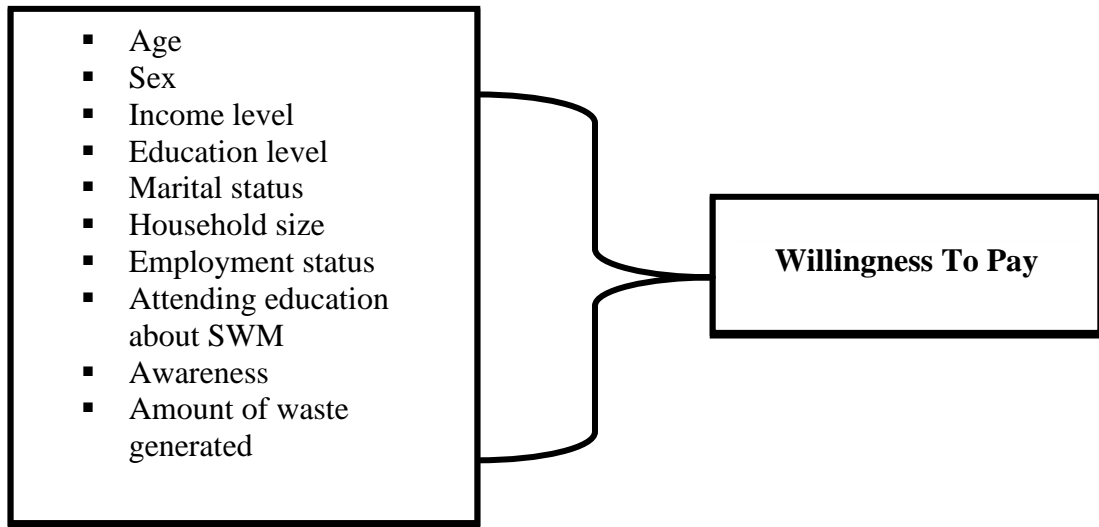 ▪ Age
▪ Sex
▪ Income level
▪ Education level
▪ Marital status
▪ Household size
▪ Employment status
▪ Attending education
about SWM
▪ Awareness
▪ Amount of waste
generated
Willingness To Pay